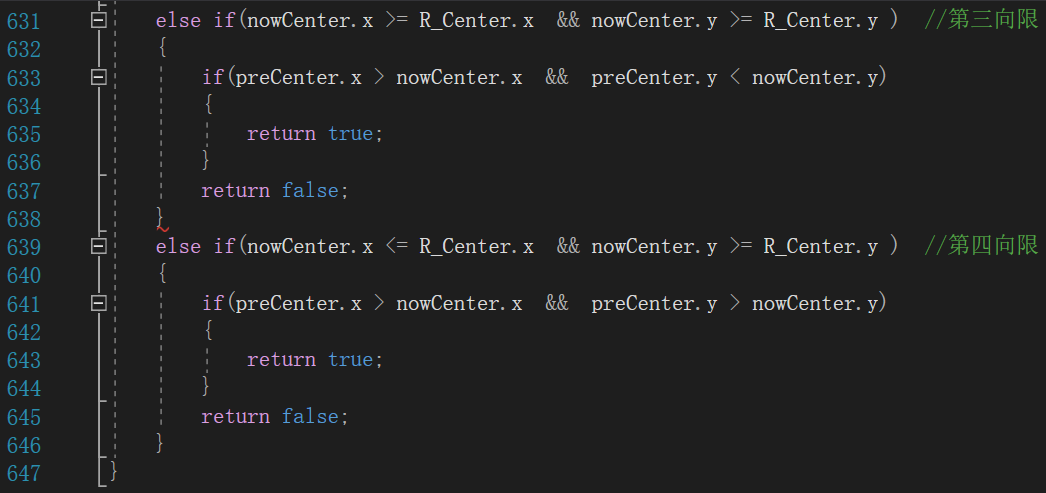 631 else if(nowCenter.x >= R_Center.x && nowCenter.y >= R_Center.y ) //第三向限
632 {
633 if(preCenter.x > nowCenter.x && preCenter.y < nowCenter.y)
634 {
635 return true;
636 }
637 return false;
638 }
639 else if(nowCenter.x <= R_Center.x && nowCenter.y >= R_Center.y ) //第四向限
640 {
641 if(preCenter.x > nowCenter.x && preCenter.y > nowCenter.y)
642 {
643 return true;
644 }
645 return false;
646 }
647 }